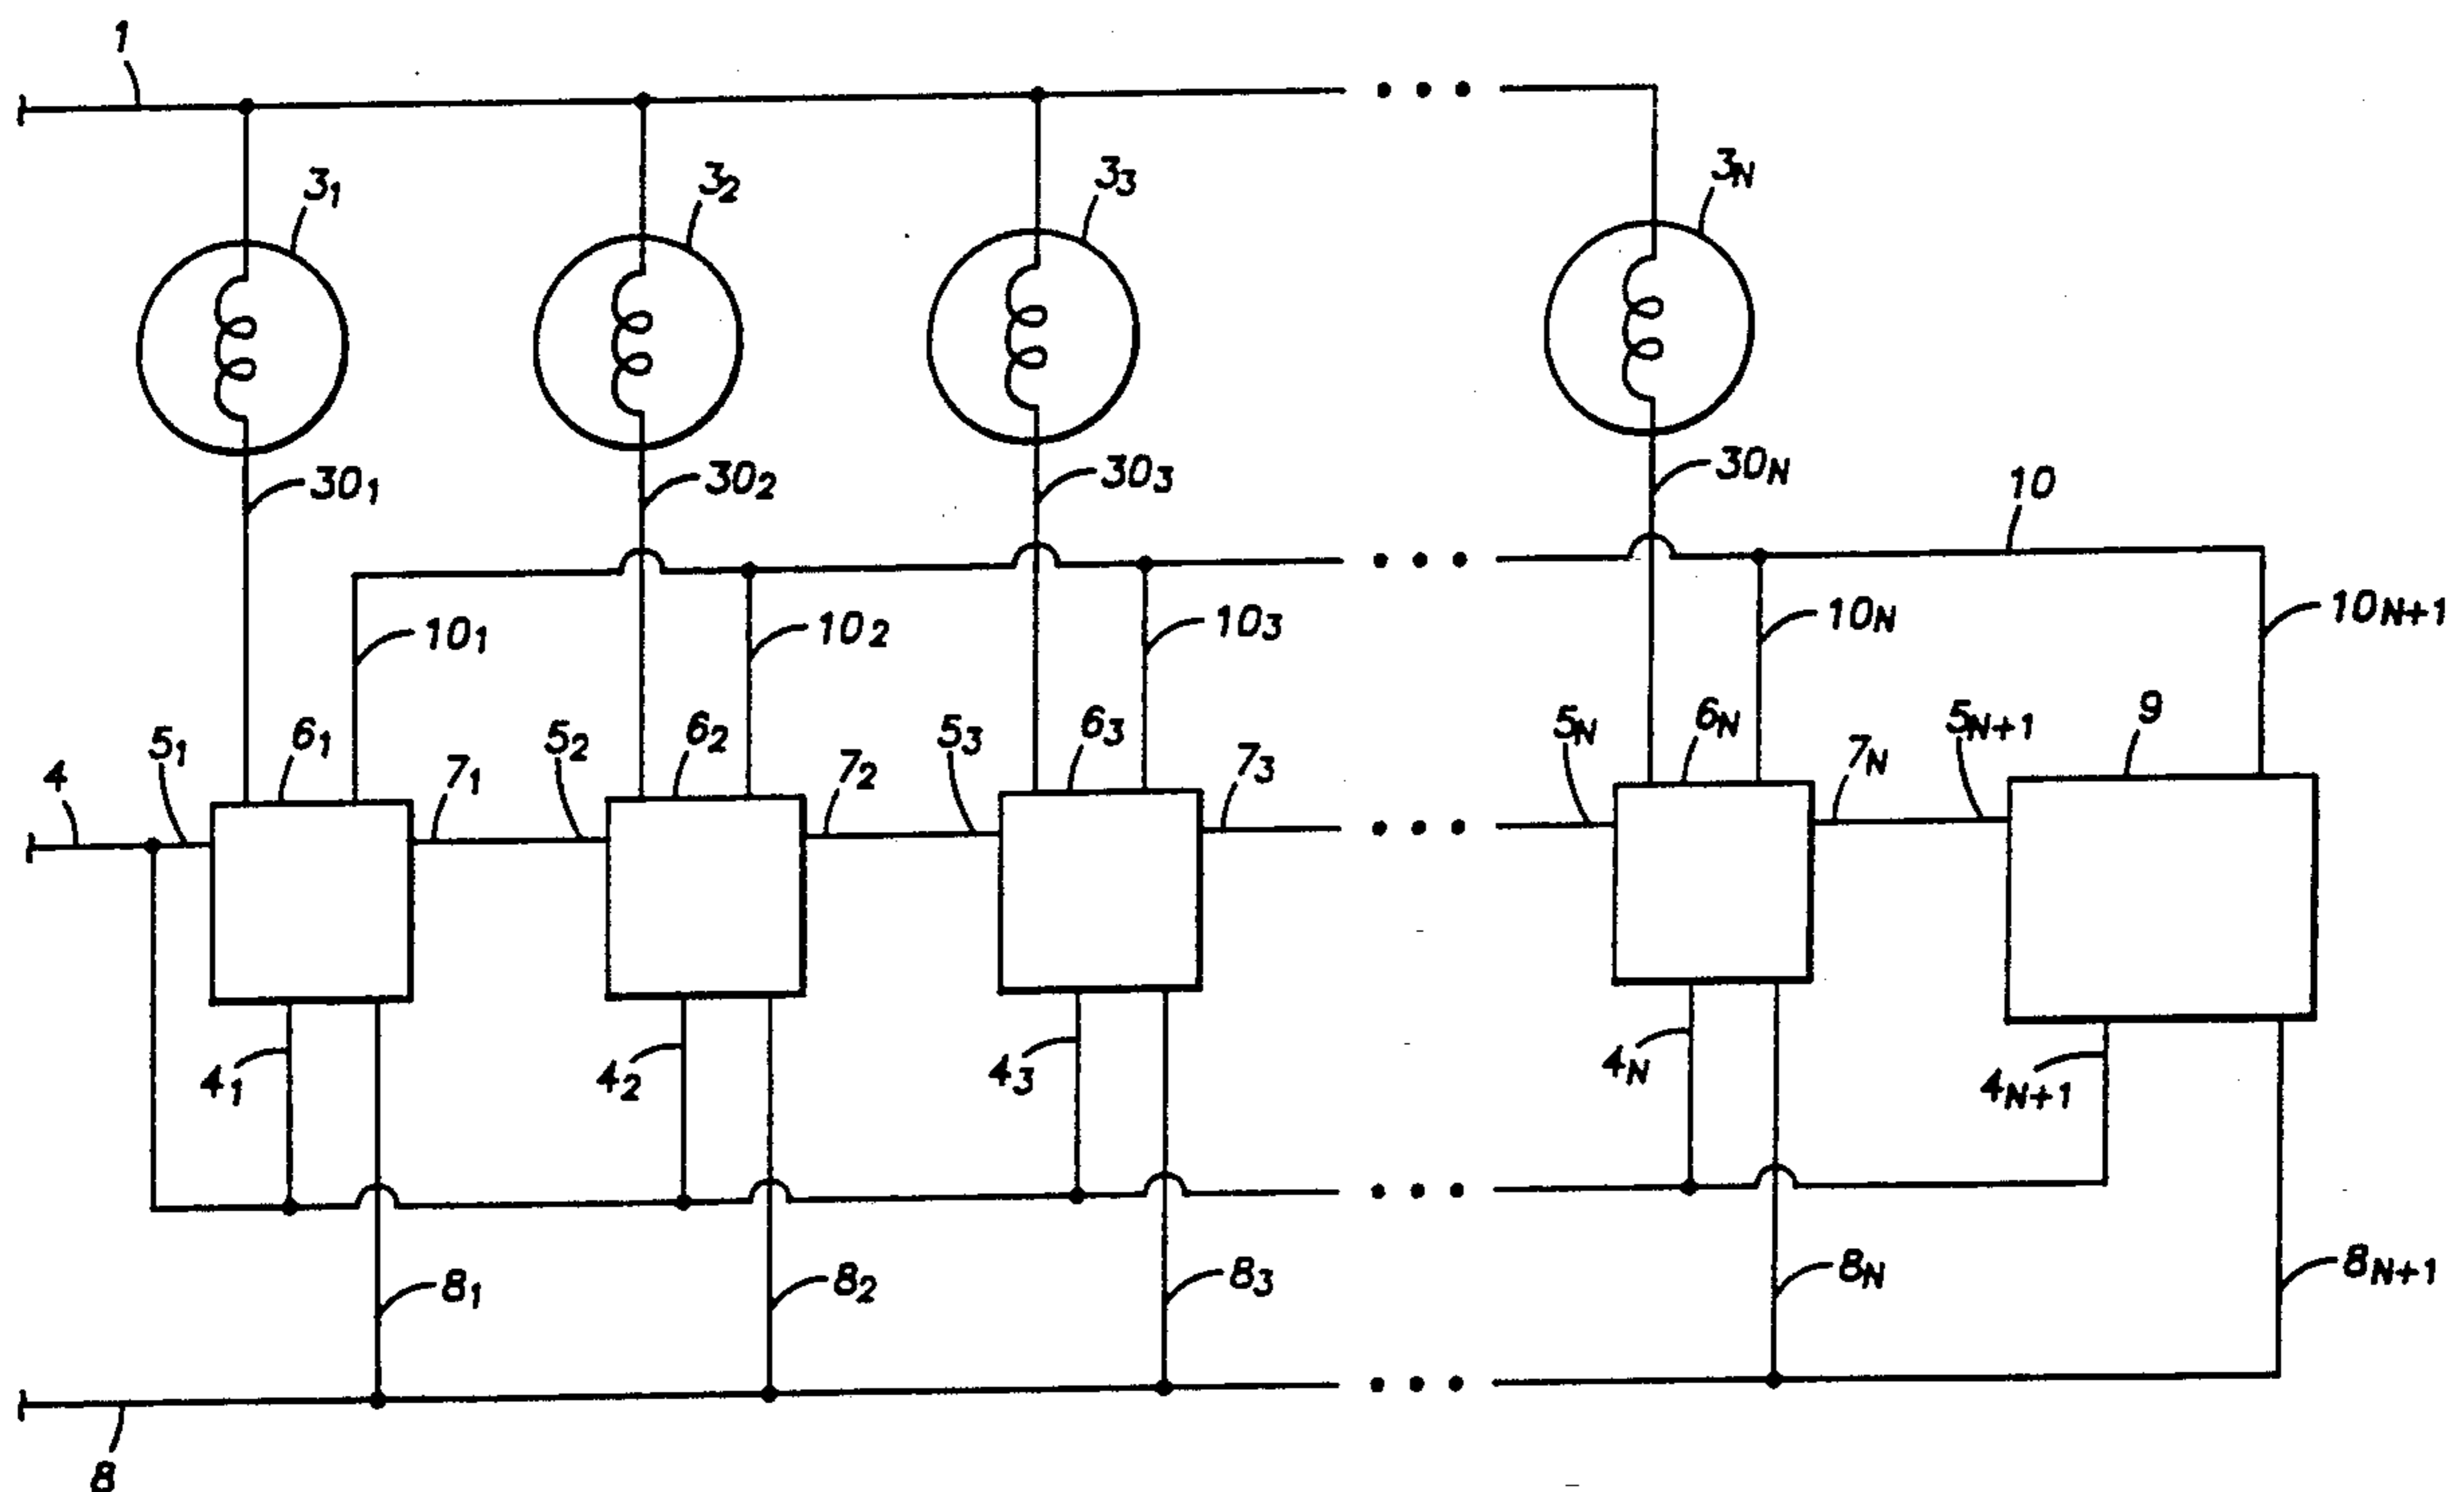 1
3₁ 3₂ 3₃ 3N
30₁ 30₂ 30₃ 30N 10
10₁ 10₂ 10₃ 10N 10N+1
4 5₁ 6₁ 7₁ 5₂ 6₂ 7₂ 5₃ 6₃ 7₃ 5N 6N 7N 5N+1 9
4₁ 4₂ 4₃ 4N 4N+1
8₁ 8₂ 8₃ 8N 8N+1
8